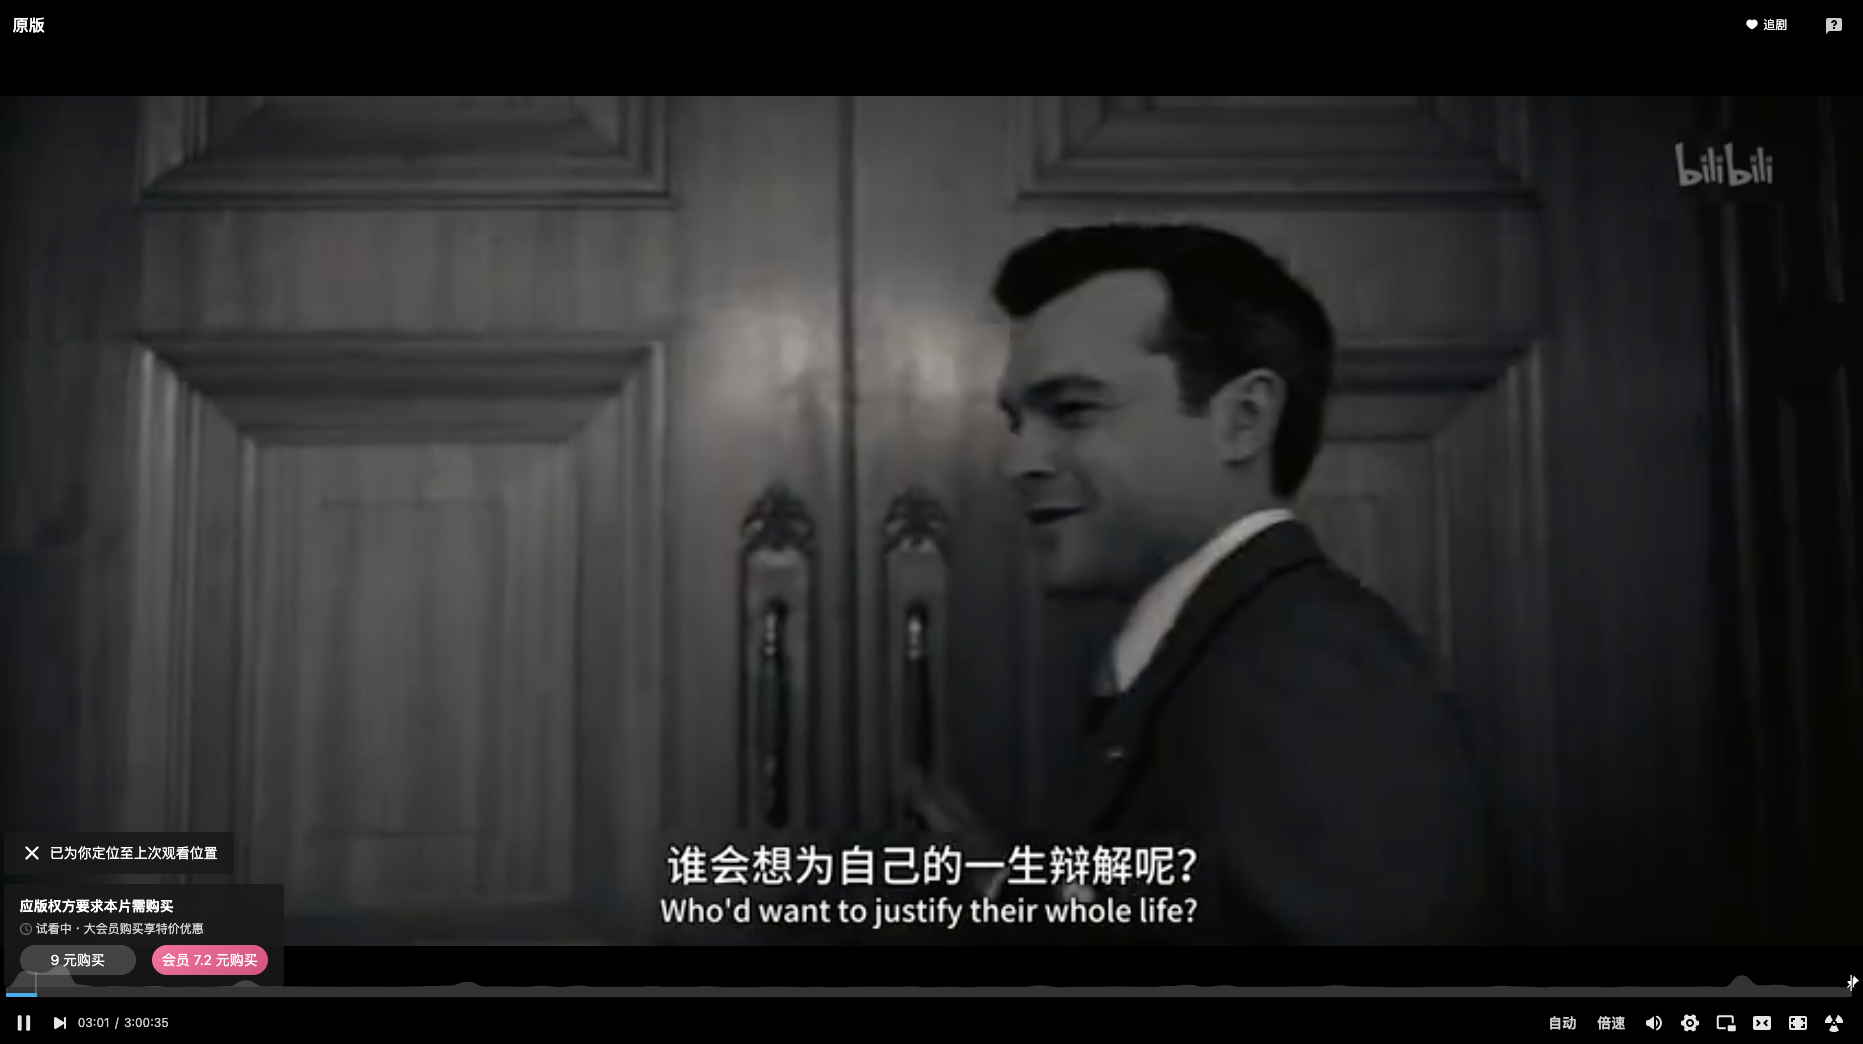 原版
追剧
bilibili
已为你定位至上次观看位置
谁会想为自己的一生辩解呢?
Who'd want to justify their whole life?
应版权方要求本片需购买
试看中·大会员购买享特价优惠
9 元购买
会员 7.2 元购买
03:01 / 3:00:35
自动
倍速